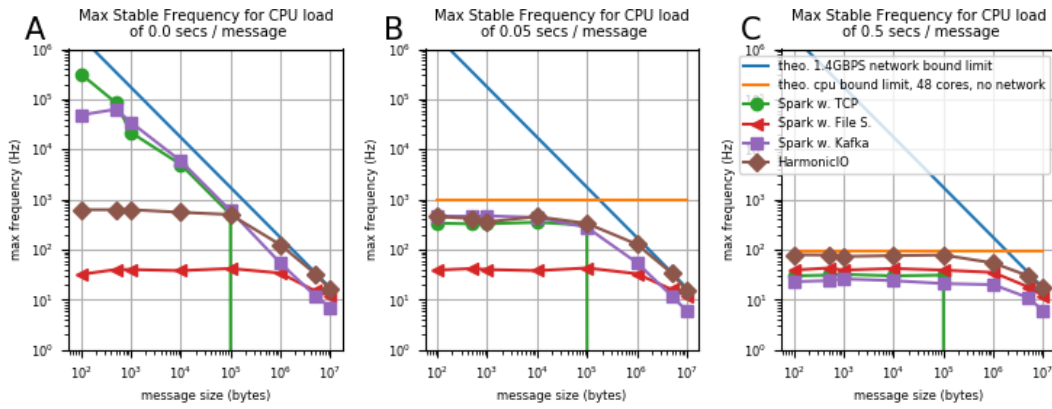 A
Max Stable Frequency for CPU load
of 0.0 secs / message
max frequency (Hz)
10⁶
10⁵
10⁴
10³
10²
10¹
10⁰
10² 10³ 10⁴ 10⁵ 10⁶ 10⁷
message size (bytes)
B
Max Stable Frequency for CPU load
of 0.05 secs / message
max frequency (Hz)
10⁶
10⁵
10⁴
10³
10²
10¹
10⁰
10² 10³ 10⁴ 10⁵ 10⁶ 10⁷
message size (bytes)
C
Max Stable Frequency for CPU load
of 0.5 secs / message
theo. 1.4GBPS network bound limit
theo. cpu bound limit, 48 cores, no network
Spark w. TCP
Spark w. File S.
Spark w. Kafka
HarmonicIO
max frequency (Hz)
10⁶
10³
10²
10¹
10⁰
10² 10³ 10⁴ 10⁵ 10⁶ 10⁷
message size (bytes)